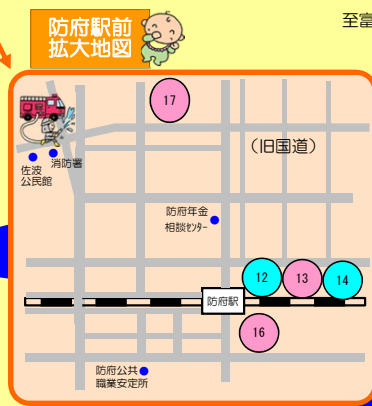 防府駅前
拡大地図
至富
17
（旧国道）
佐波
公民館
消防署
防府年金
相談ｾﾝﾀｰ
12
13
14
防府駅
16
防府公共
職業安定所